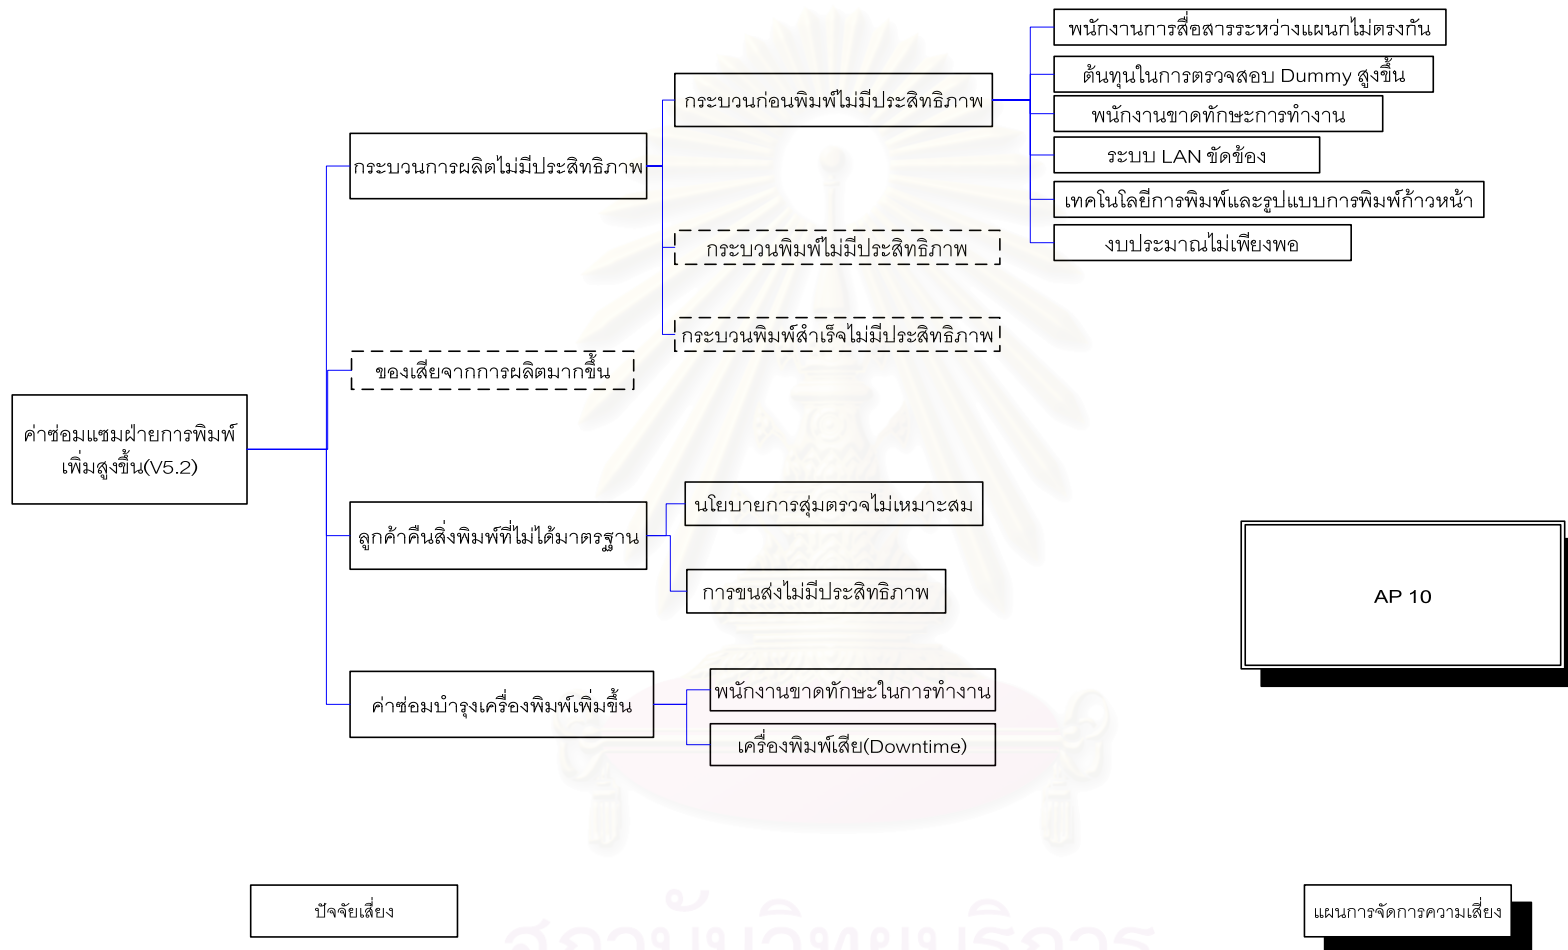 พนักงานการสื่อสารระหว่างแผนกไม่ตรงกัน
ต้นทุนในการตรวจสอบ Dummy สูงขึ้น
กระบวนก่อนพิมพ์ไม่มีประสิทธิภาพ
พนักงานขาดทักษะการทำงาน
ระบบ LAN ขัดข้อง
กระบวนการผลิตไม่มีประสิทธิภาพ
เทคโนโลยีการพิมพ์และรูปแบบการพิมพ์ก้าวหน้า
งบประมาณไม่เพียงพอ
กระบวนพิมพ์ไม่มีประสิทธิภาพ
กระบวนพิมพ์สำเร็จไม่มีประสิทธิภาพ
ของเสียจากการผลิตมากขึ้น
ค่าซ่อมแซมฝ่ายการพิมพ์
เพิ่มสูงขึ้น(V5.2)
นโยบายการสุ่มตรวจไม่เหมาะสม
ลูกค้าคืนสิ่งพิมพ์ที่ไม่ได้มาตรฐาน
การขนส่งไม่มีประสิทธิภาพ
AP 10
พนักงานขาดทักษะในการทำงาน
ค่าซ่อมบำรุงเครื่องพิมพ์เพิ่มขึ้น
เครื่องพิมพ์เสีย(Downtime)
ปัจจัยเสี่ยง
แผนการจัดการความเสี่ยง
สถาบันวิทยบริการ